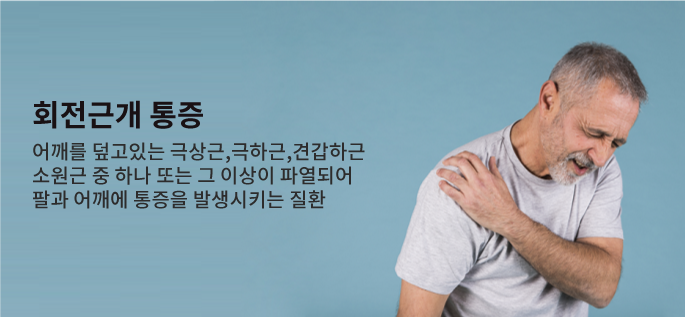 회전근개 통증
어깨를 덮고있는 극상근,극하근,견갑하근
소원근 중 하나 또는 그 이상이 파열되어
팔과 어깨에 통증을 발생시키는 질환